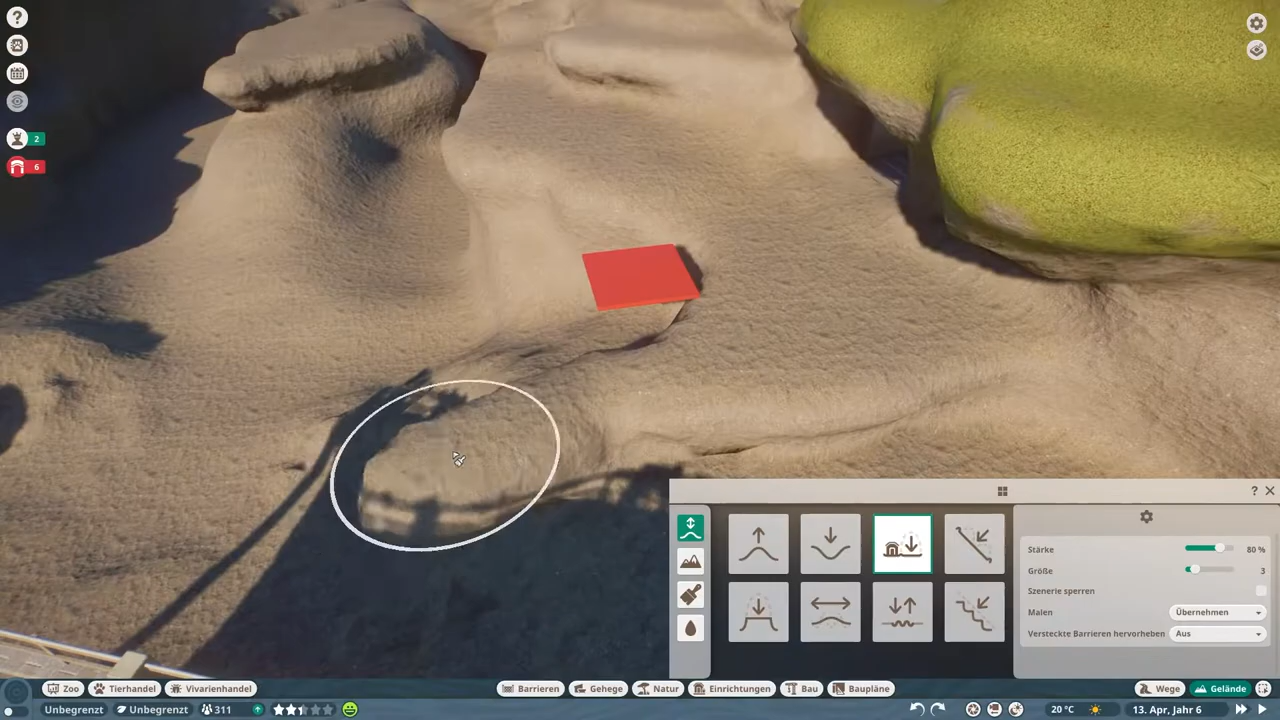 ?
2
6
? ✕
Stärke 80 %
Größe 3
Szenerie sperren
Malen Übernehmen
Versteckte Barrieren hervorheben Aus
Zoo Tierhandel Vivarienhandel Barrieren Gehege Natur Einrichtungen Bau Baupläne Wege Gelände
Unbegrenzt Unbegrenzt 311 20 °C 13. Apr, Jahr 6